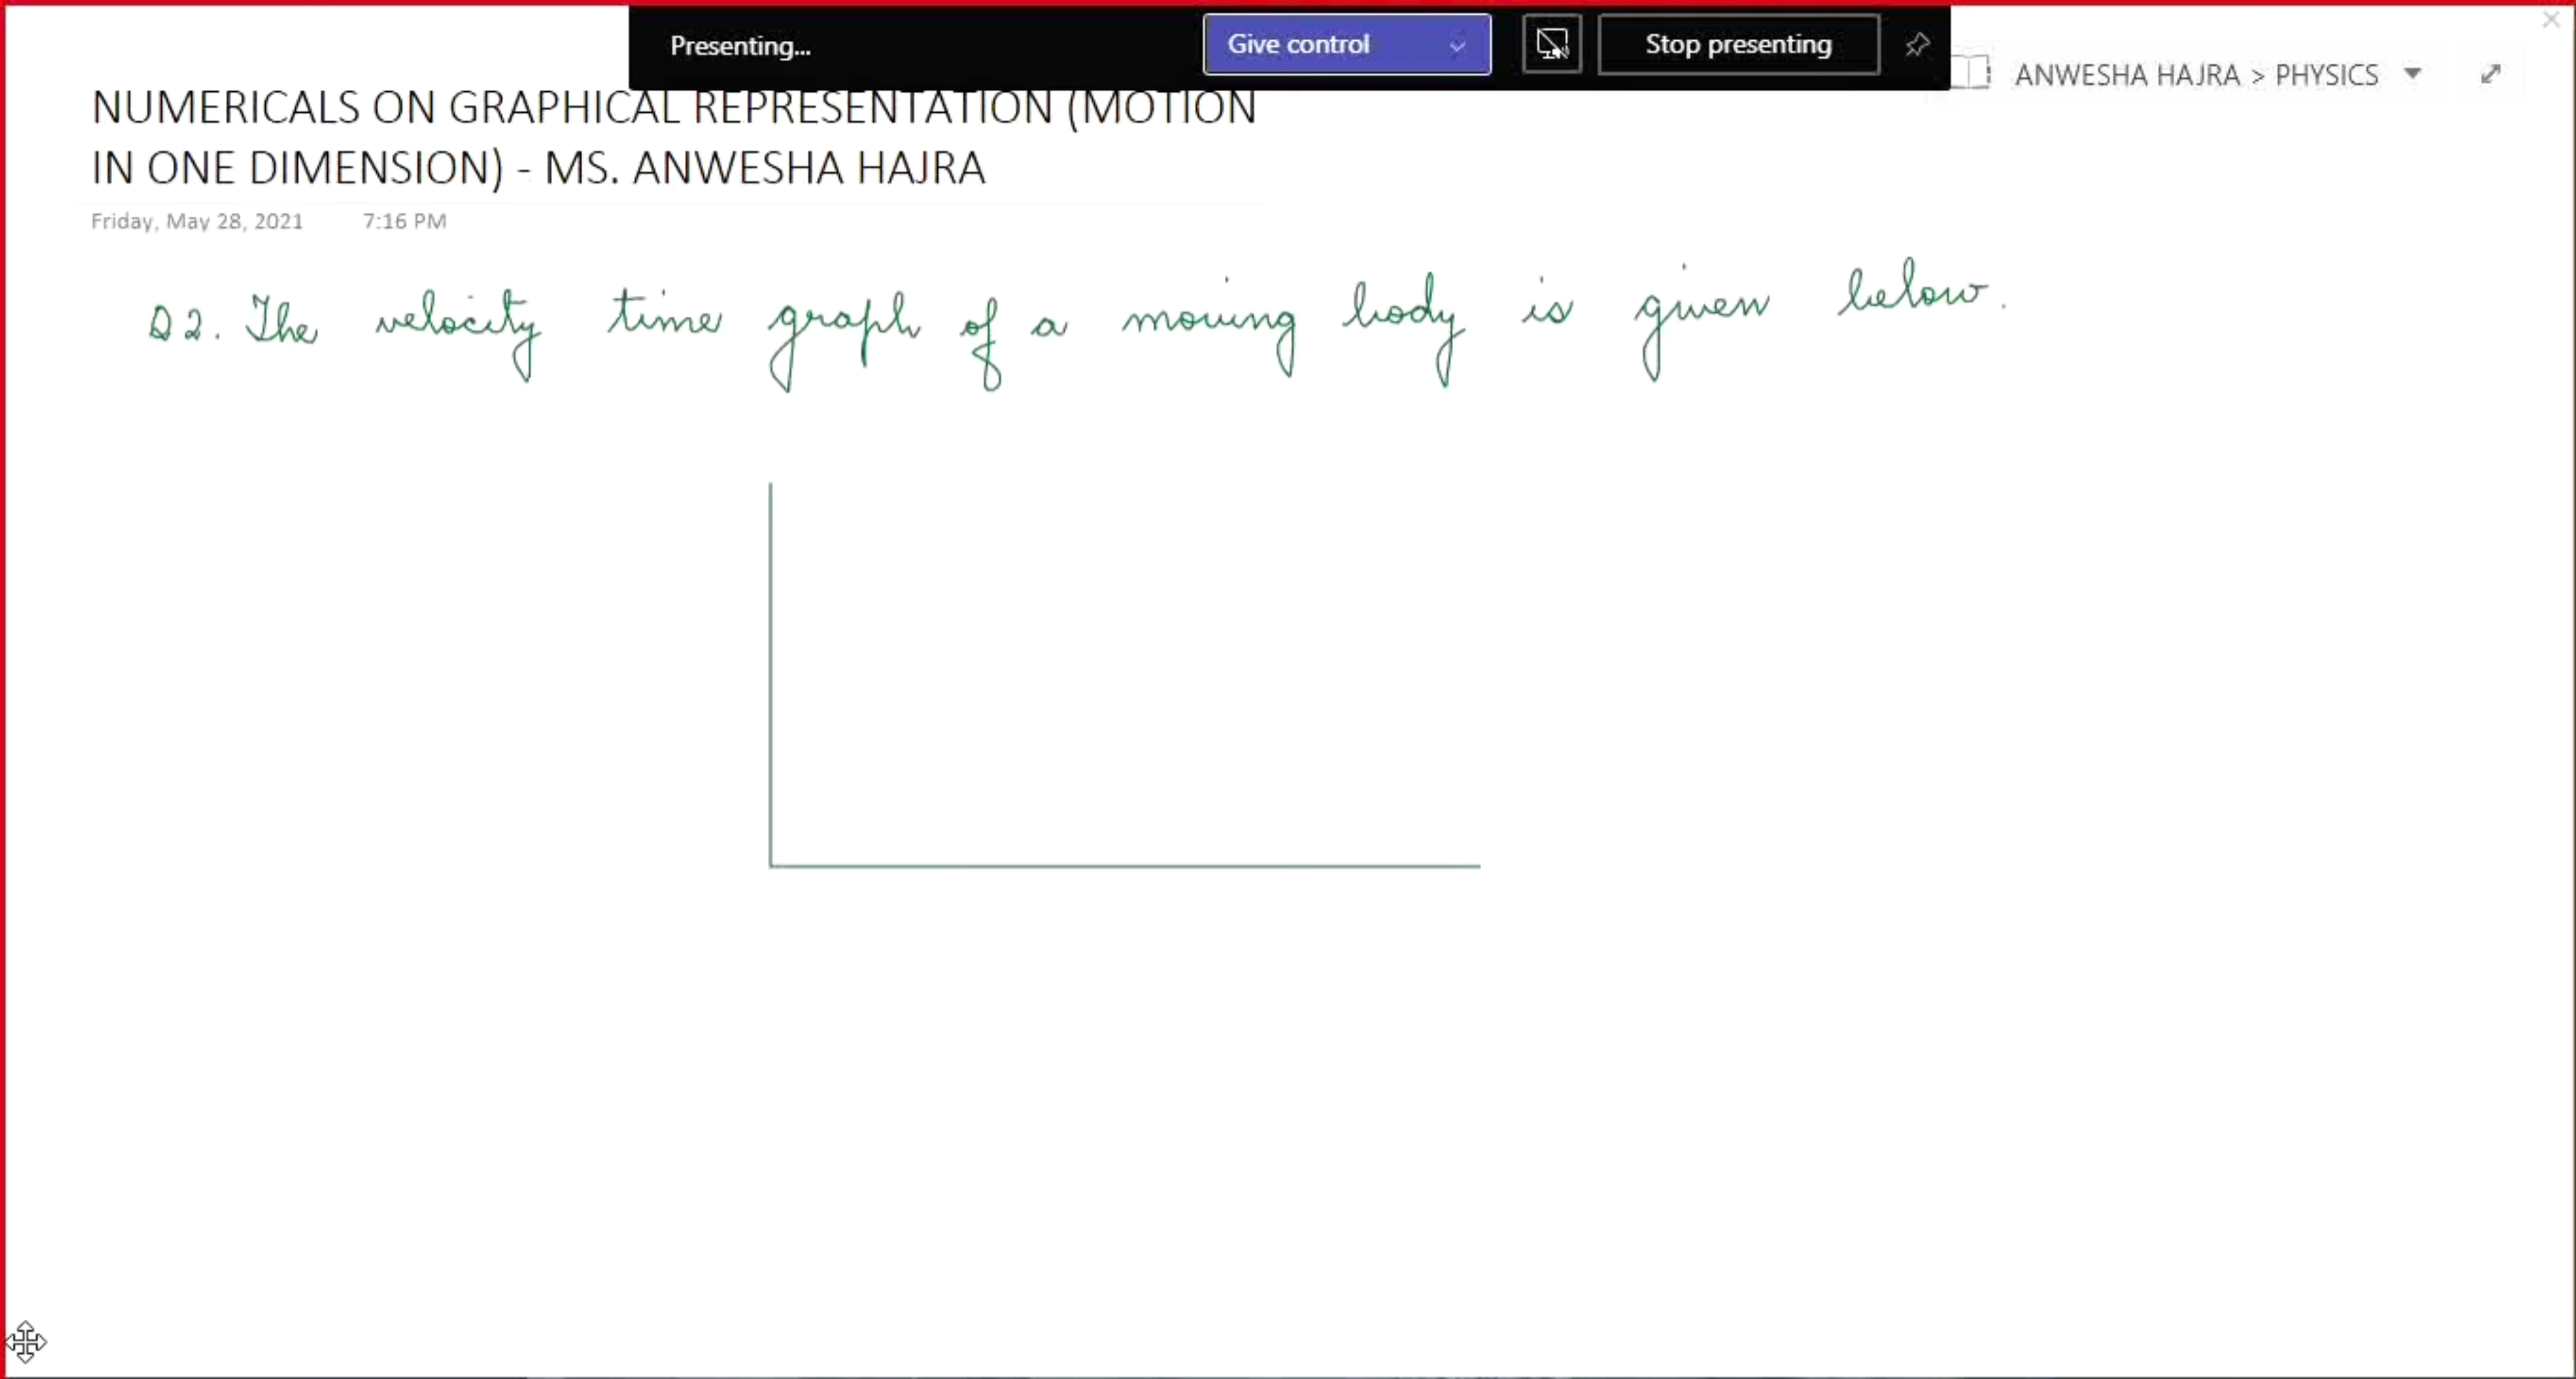 Presenting...
Give control
Stop presenting
ANWESHA HAJRA > PHYSICS
NUMERICALS ON GRAPHICAL REPRESENTATION (MOTION
IN ONE DIMENSION) - MS. ANWESHA HAJRA
Friday, May 28, 2021 7:16 PM
Q2. The velocity time graph of a moving body is given below.